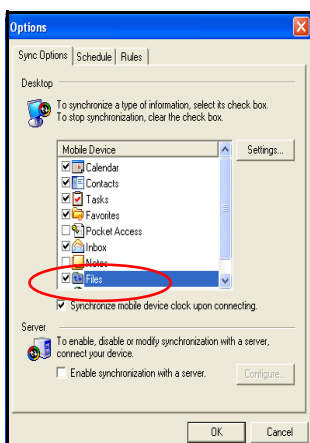 Options
Sync Options Schedule Rules
Desktop
To synchronize a type of information, select its check box.
To stop synchronization, clear the check box.
Mobile Device
Settings...
Calendar
Contacts
Tasks
Favorites
Pocket Access
Inbox
Notes
Files
Synchronize mobile device clock upon connecting.
Server
To enable, disable or modify synchronization with a server,
connect your device.
Enable synchronization with a server.
Configure...
OK Cancel